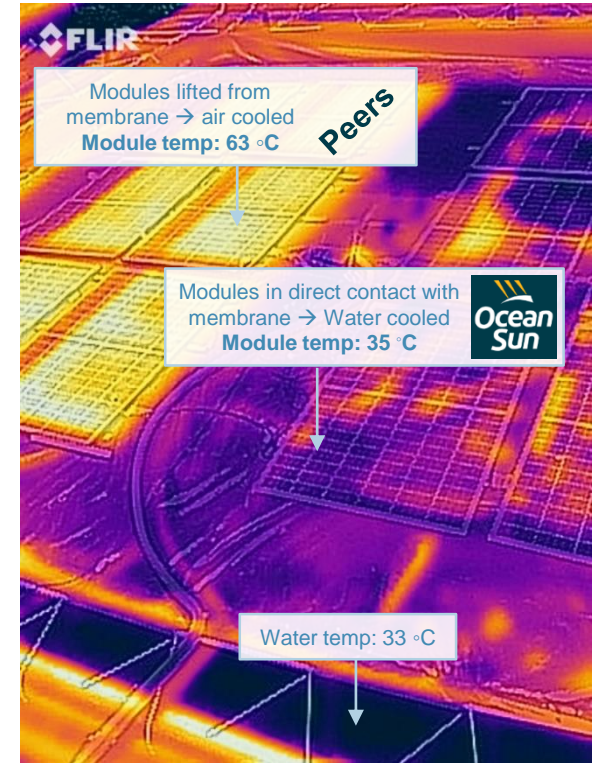 FLIR
Modules lifted from
membrane → air cooled
Module temp: 63 ◦C
Peers
Modules in direct contact with
membrane → Water cooled
Module temp: 35 ◦C
Ocean
Sun
Water temp: 33 ◦C